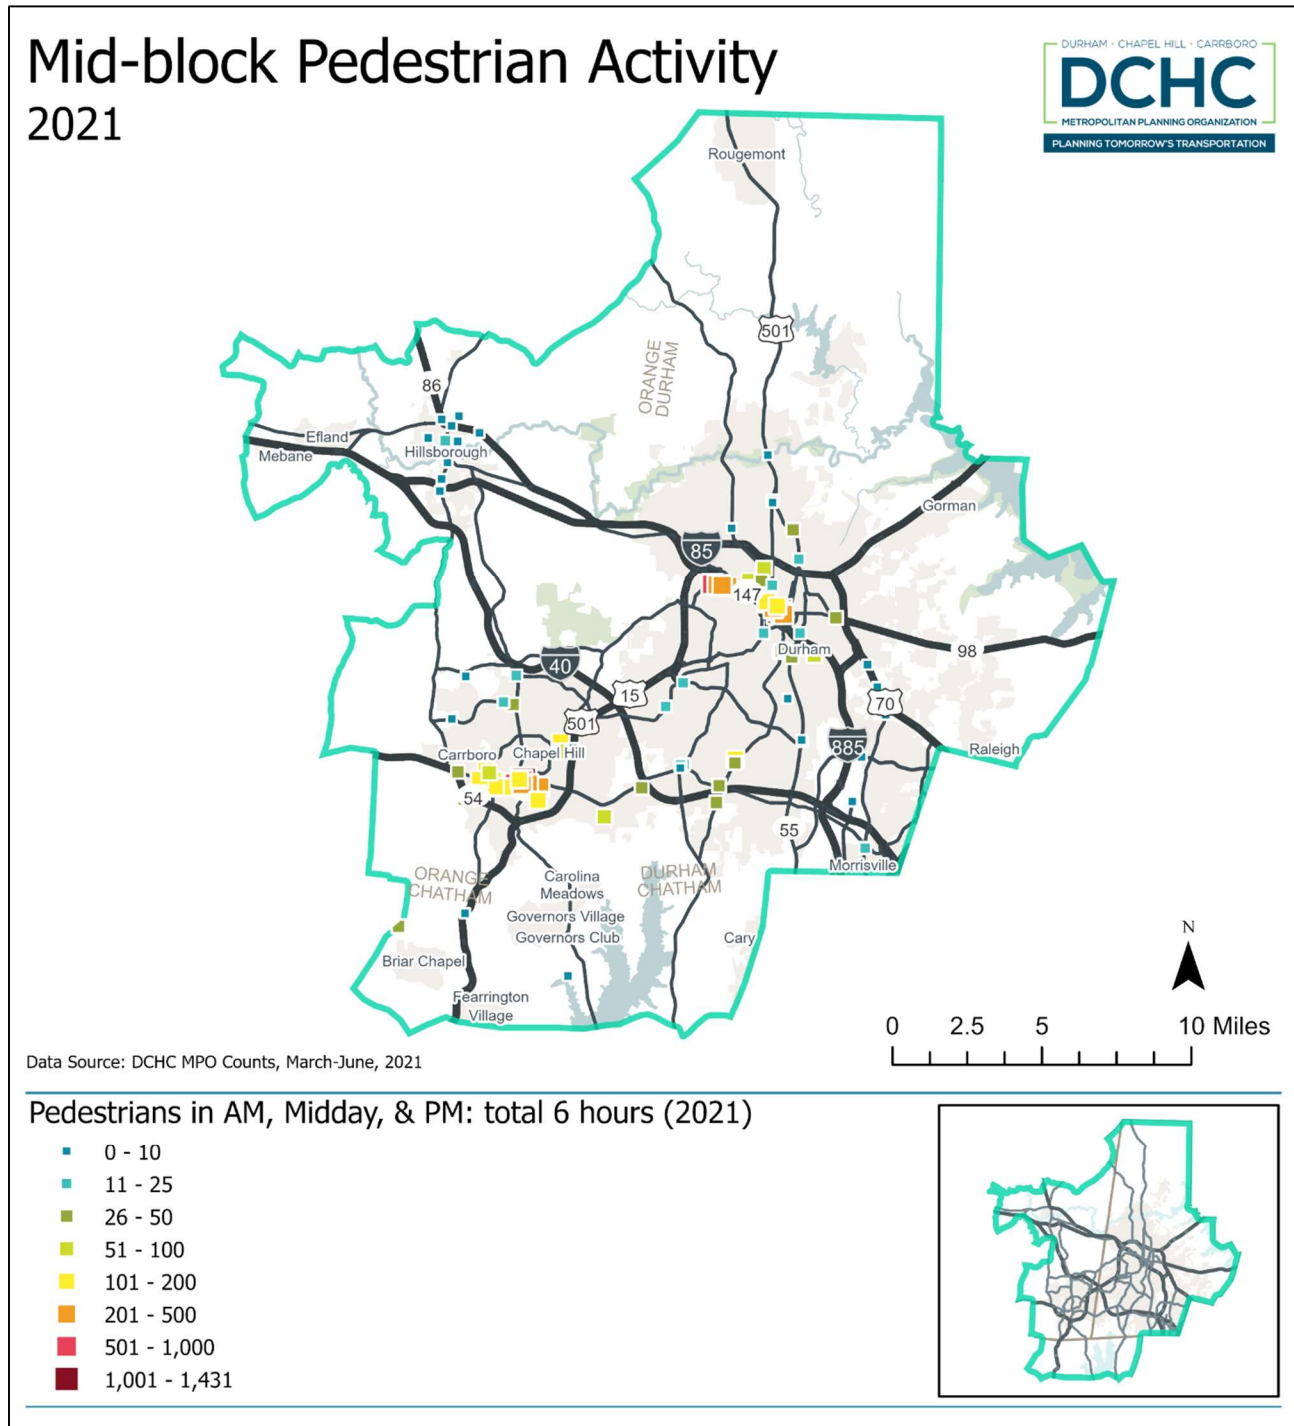 Mid-block Pedestrian Activity
2021
DURHAM · CHAPEL HILL · CARRBORO
DCHC
METROPOLITAN PLANNING ORGANIZATION
PLANNING TOMORROW'S TRANSPORTATION
Rougemont
501
ORANGE
DURHAM
86
Efland
Mebane
Hillsborough
Gorman
85
147
98
Durham
40
15
70
501
885
Raleigh
Carrboro
Chapel Hill
54
55
Morrisville
ORANGE
CHATHAM
DURHAM
CHATHAM
Carolina
Meadows
Governors Village
Governors Club
Cary
Briar Chapel
Fearrington
Village
N
0 2.5 5 10 Miles
Data Source: DCHC MPO Counts, March-June, 2021
Pedestrians in AM, Midday, & PM: total 6 hours (2021)
0 - 10
11 - 25
26 - 50
51 - 100
101 - 200
201 - 500
501 - 1,000
1,001 - 1,431